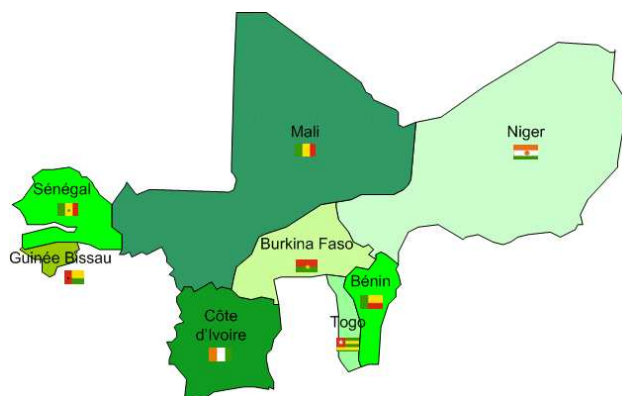 Mali
Niger
Sénégal
Burkina Faso
Guinée Bissau
Bénin
Côte
d'Ivoire
Togo